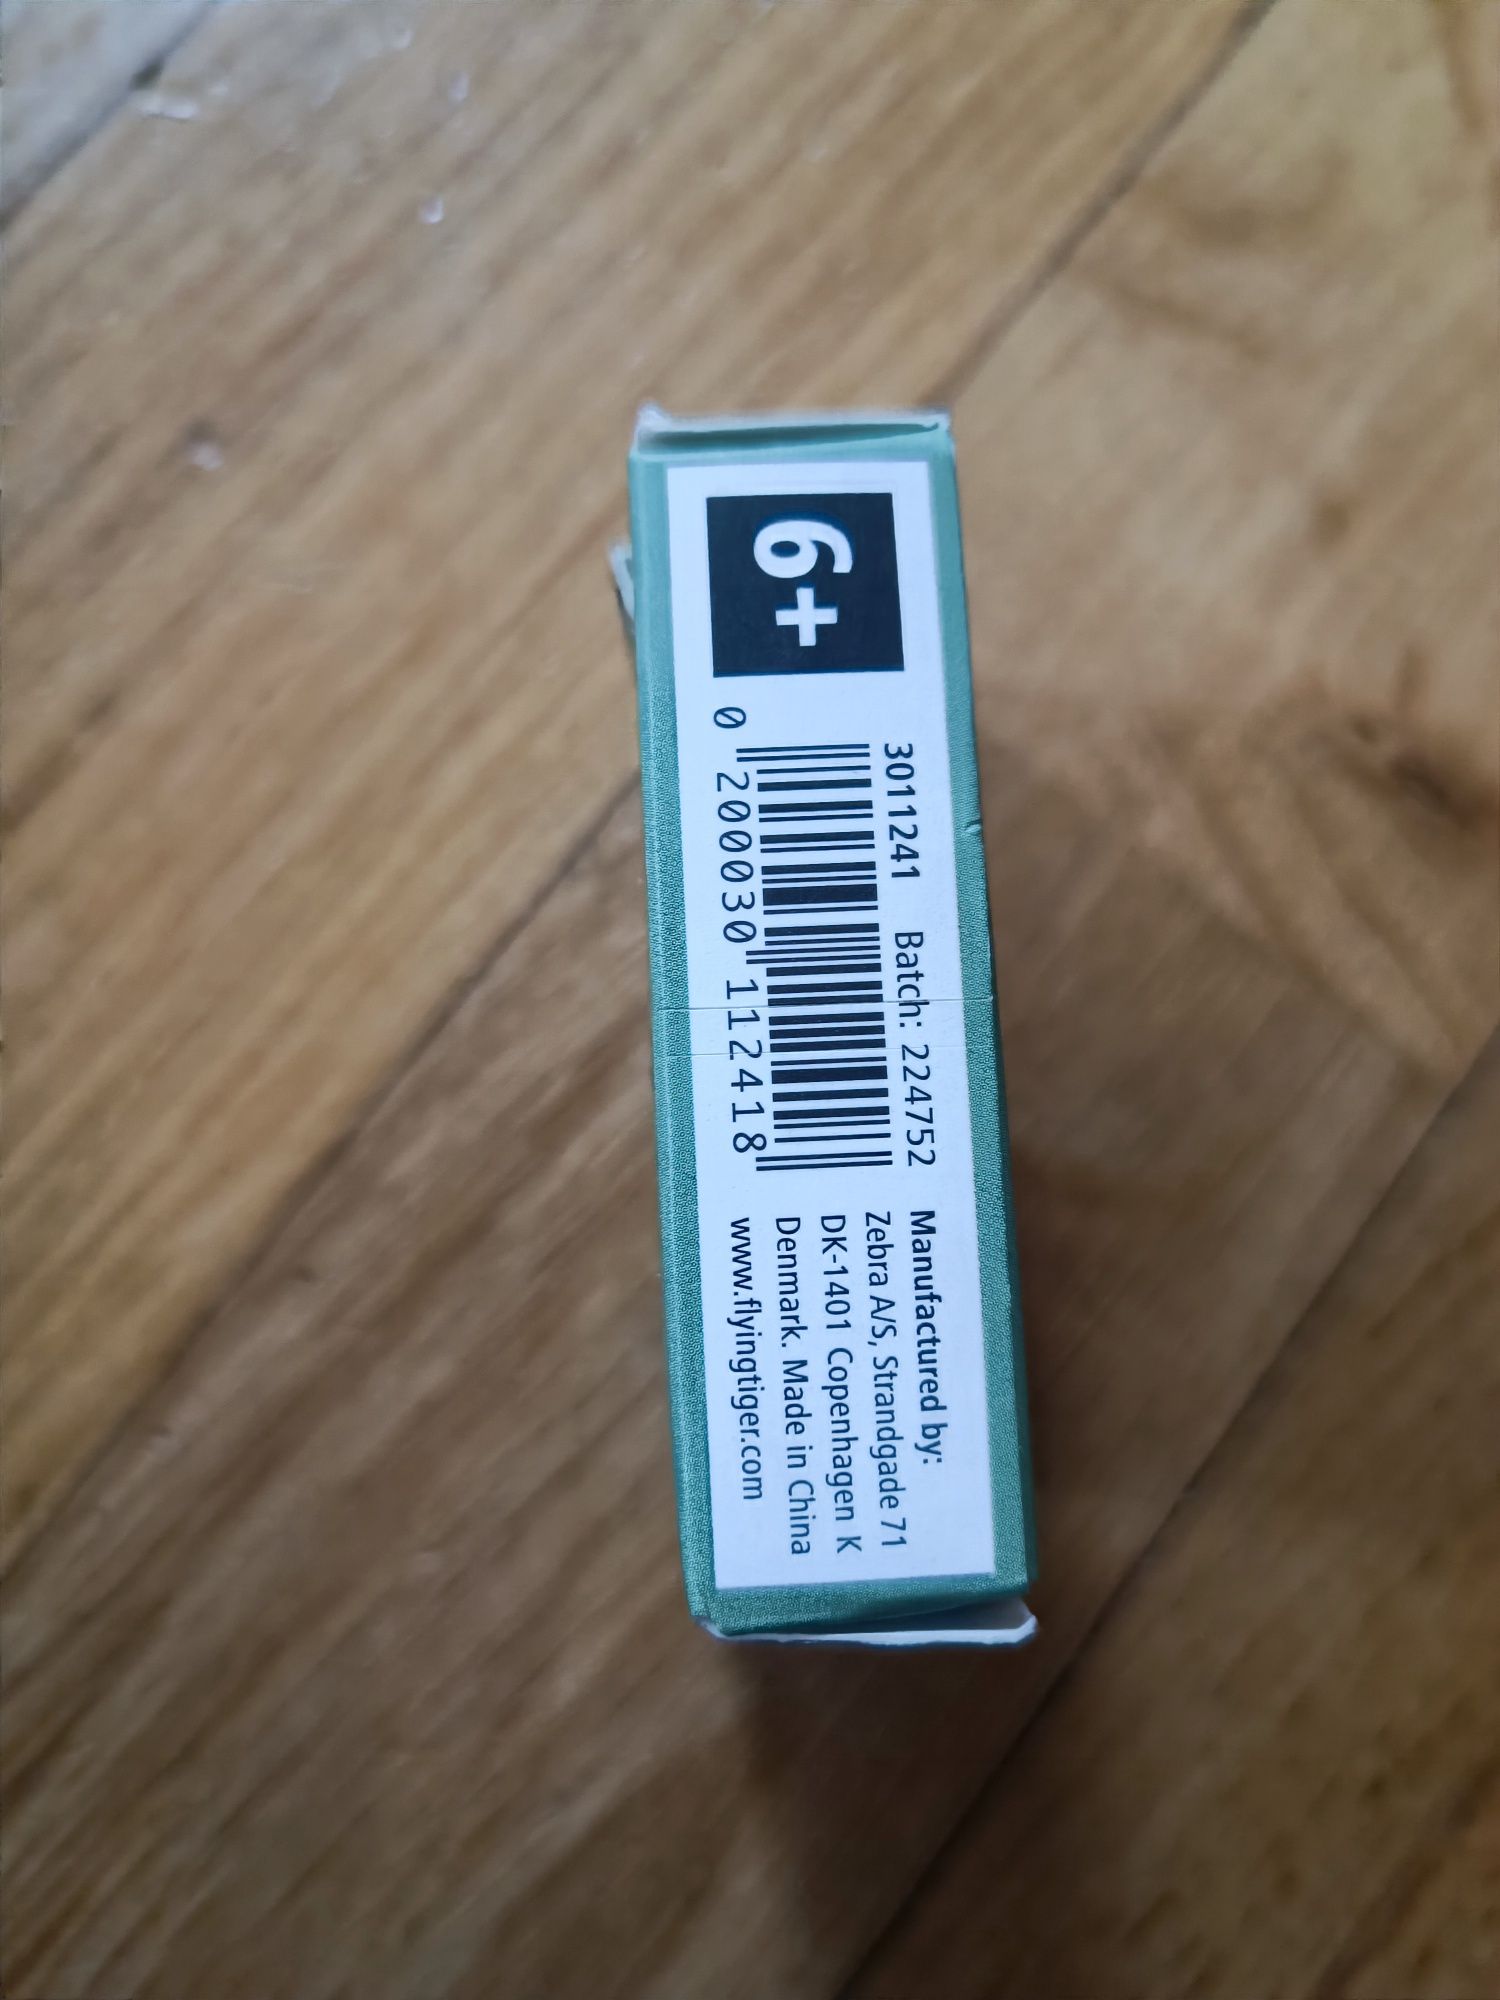 6+
3011241 Batch: 224752
0 200030 112418
Manufactured by:
Zebra A/S, Strandgade 71
DK-1401 Copenhagen K
Denmark. Made in China
www.flyingtiger.com